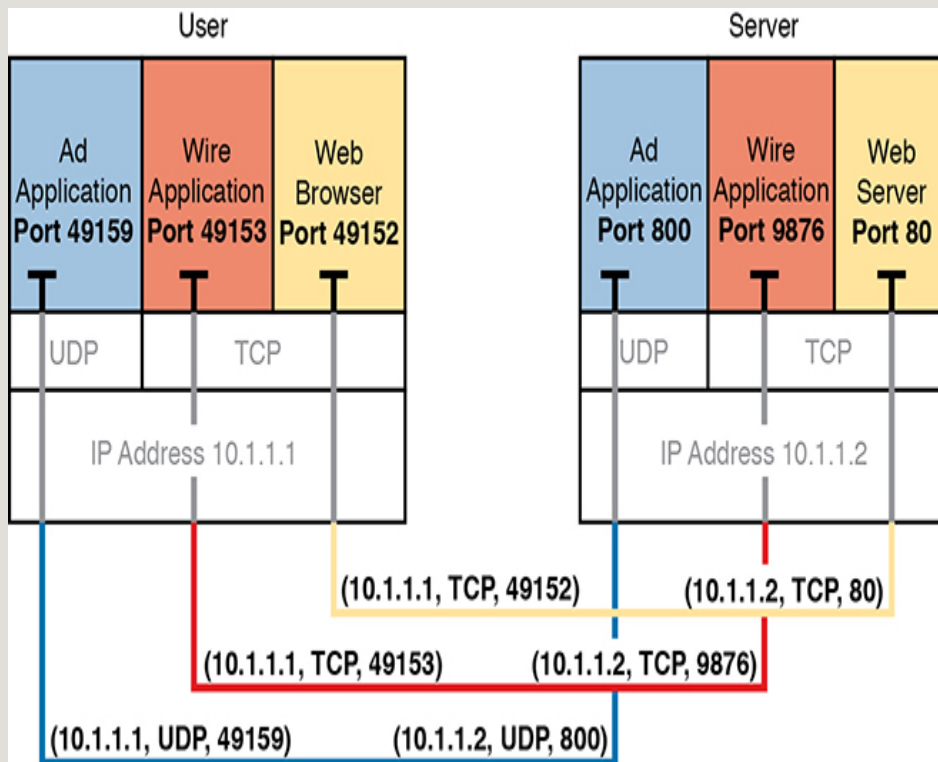 User
Server
Ad
Application
Port 49159
Wire
Application
Port 49153
Web
Browser
Port 49152
Ad
Application
Port 800
Wire
Application
Port 9876
Web
Server
Port 80
UDP
TCP
UDP
TCP
IP Address 10.1.1.1
IP Address 10.1.1.2
(10.1.1.1, TCP, 49152)
(10.1.1.2, TCP, 80)
(10.1.1.1, TCP, 49153)
(10.1.1.2, TCP, 9876)
(10.1.1.1, UDP, 49159)
(10.1.1.2, UDP, 800)